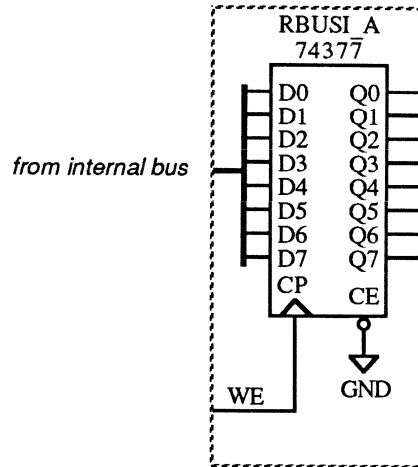 RBUSI_A
74377
D0 Q0
D1 Q1
D2 Q2
from internal bus D3 Q3
D4 Q4
D5 Q5
D6 Q6
D7 Q7
CP CE
WE GND